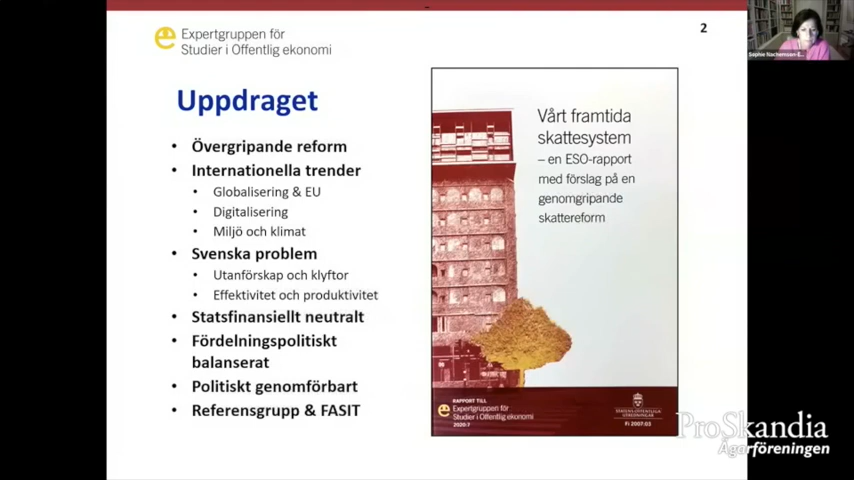 Expertgruppen för
Studier i Offentlig ekonomi
2
Uppdraget
• Övergripande reform
• Internationella trender
• Globalisering & EU
• Digitalisering
• Miljö och klimat
• Svenska problem
• Utanförskap och klyftor
• Effektivitet och produktivitet
• Statsfinansiellt neutralt
• Fördelningspolitiskt
balanserat
• Politiskt genomförbart
• Referensgrupp & FASIT
Vårt framtida
skattesystem
– en ESO-rapport
med förslag på en
genomgripande
skattereform
RAPPORT TILL
Expertgruppen för
Studier i Offentlig ekonomi
2020:7
STATENS OFFENTLIGA
UTREDNINGAR
Fi 2007:03
ProSkandia
Ägarföreningen